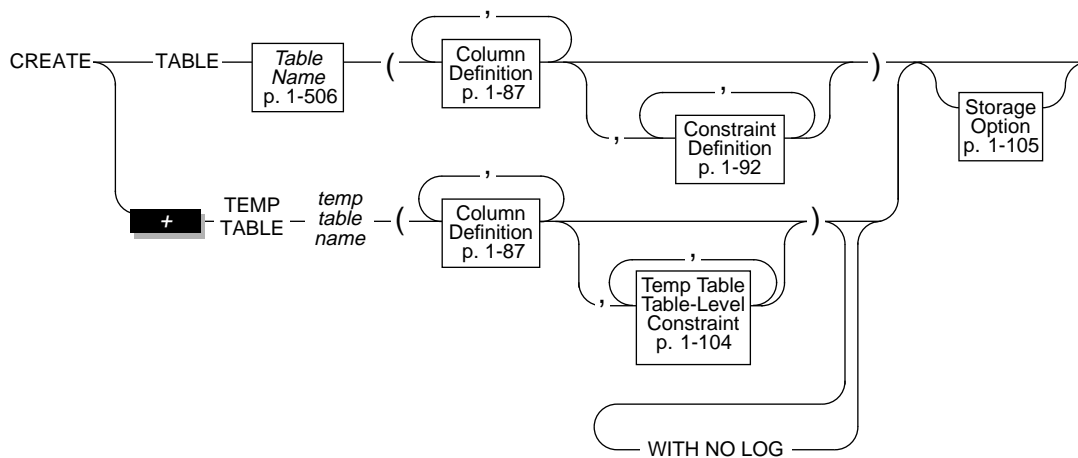 ,
CREATE TABLE Table Name p. 1-506 ( Column Definition p. 1-87 )
,
, Constraint Definition p. 1-92
Storage Option p. 1-105
,
+ TEMP TABLE temp table name ( Column Definition p. 1-87 )
,
, Temp Table Table-Level Constraint p. 1-104
WITH NO LOG